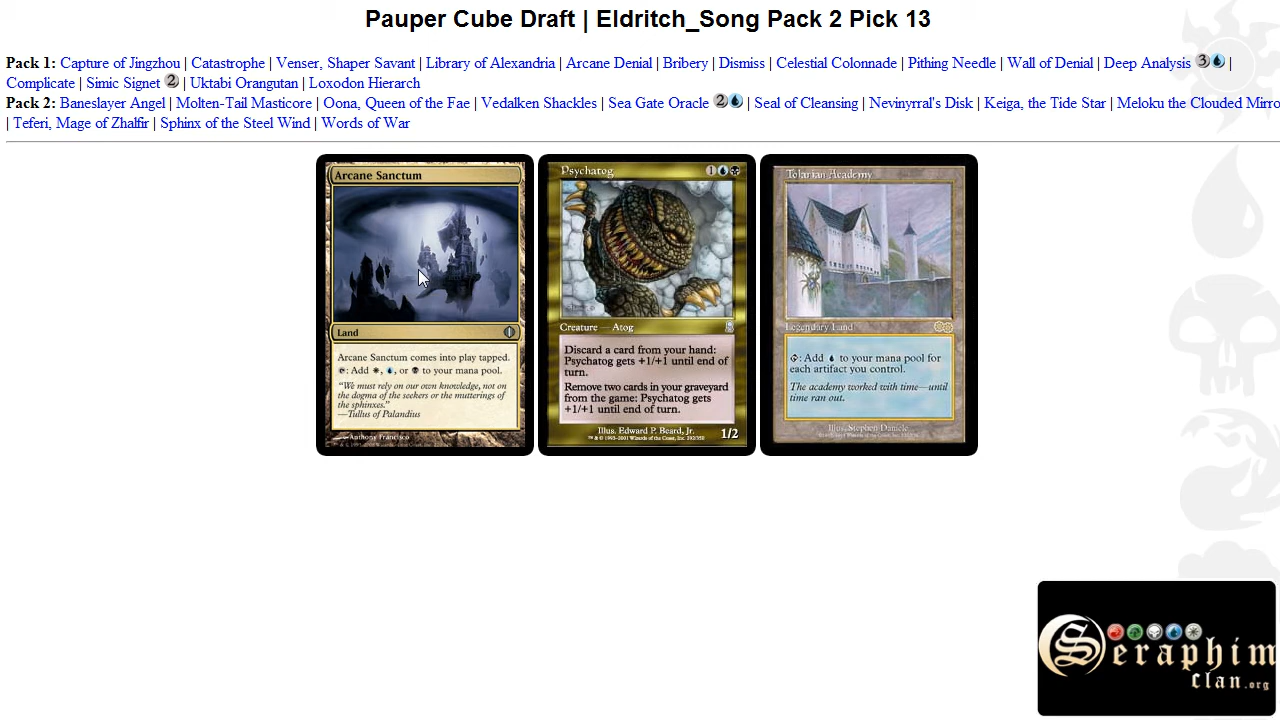 Pauper Cube Draft | Eldritch_Song Pack 2 Pick 13
Pack 1: Capture of Jingzhou | Catastrophe | Venser, Shaper Savant | Library of Alexandria | Arcane Denial | Bribery | Dismiss | Celestial Colonnade | Pithing Needle | Wall of Denial | Deep Analysis 3 |
Complicate | Simic Signet 2 | Uktabi Orangutan | Loxodon Hierarch
Pack 2: Baneslayer Angel | Molten-Tail Masticore | Oona, Queen of the Fae | Vedalken Shackles | Sea Gate Oracle 2 | Seal of Cleansing | Nevinyrral's Disk | Keiga, the Tide Star | Meloku the Clouded Mirro
| Teferi, Mage of Zhalfir | Sphinx of the Steel Wind | Words of War
Arcane Sanctum
Land
Arcane Sanctum comes into play tapped.
: Add , , or to your mana pool.
"We must rely on our own knowledge, not on
the dogma of the seekers or the mutterings of
the sphinxes."
—Tullus of Palandius
Anthony Francisco
Psychatog 1
Creature — Atog
Discard a card from your hand:
Psychatog gets +1/+1 until end of
turn.
Remove two cards in your graveyard
from the game: Psychatog gets
+1/+1 until end of turn.
Illus. Edward P. Beard, Jr.
1/2
Tolarian Academy
Legendary Land
: Add to your mana pool for
each artifact you control.
The academy worked with time—until
time ran out.
Illus. Stephen Daniele
Seraphim
clan.org